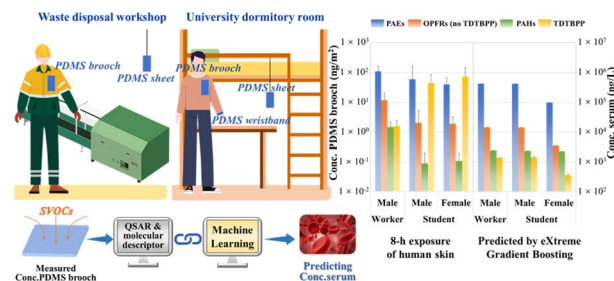 Waste disposal workshop
University dormitory room
PDMS brooch
PDMS sheet
PDMS brooch
PDMS sheet
PDMS wristband
SVOCs
Measured
Conc.PDMS brooch
QSAR &
molecular
descriptor
Machine
Learning
Predicting
Conc.serum
PAEs
OPFRs (no TDTBPP)
PAHs
TDTBPP
Conc. PDMS brooch (ng/m²)
1 × 10³
1 × 10²
1 × 10¹
1 × 10⁰
1 × 10⁻¹
1 × 10⁻²
Conc. serum (ng/L)
1 × 10⁷
1 × 10⁶
1 × 10⁵
1 × 10⁴
1 × 10³
1 × 10²
Male Male Female Male Male Female
Worker Student Worker Student
8-h exposure
of human skin
Predicted by eXtreme
Gradient Boosting